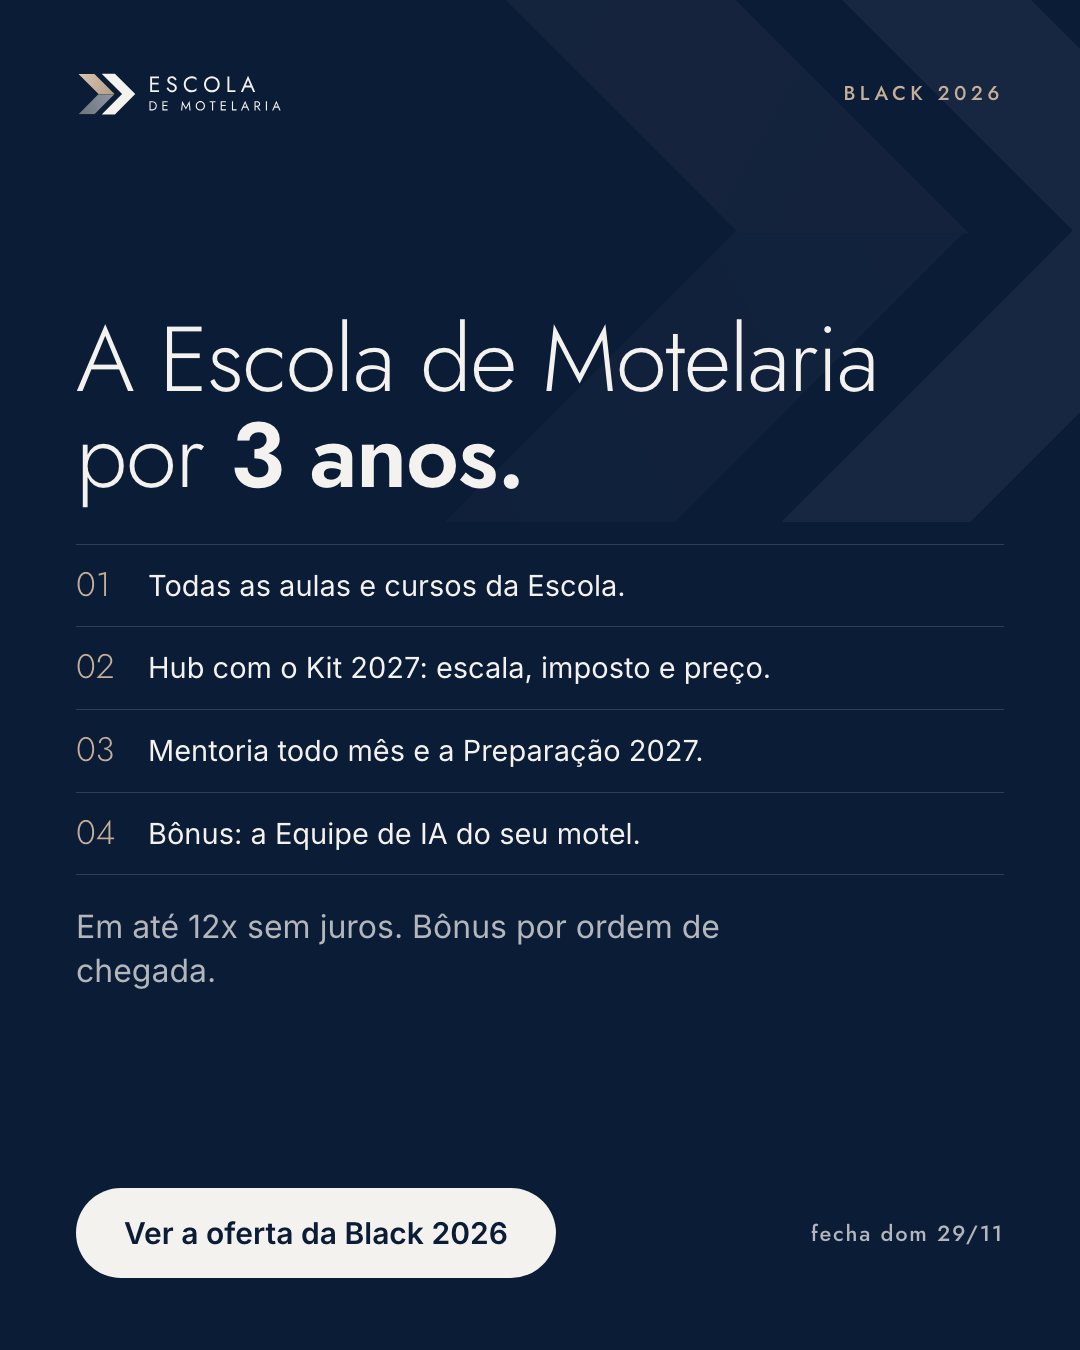 ESCOLA
DE MOTELARIA
BLACK 2026
A Escola de Motelaria
por 3 anos.
01 Todas as aulas e cursos da Escola.
02 Hub com o Kit 2027: escala, imposto e preço.
03 Mentoria todo mês e a Preparação 2027.
04 Bônus: a Equipe de IA do seu motel.
Em até 12x sem juros. Bônus por ordem de
chegada.
Ver a oferta da Black 2026
fecha dom 29/11